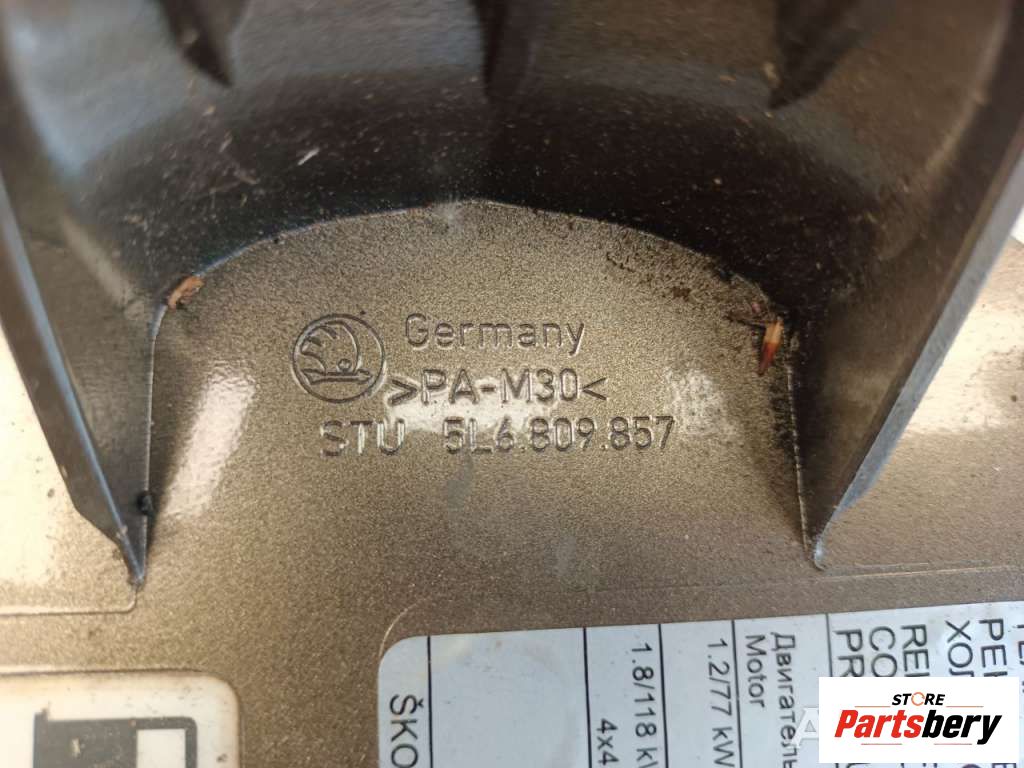 Germany
>PA-M30<
STU 5L6.809.857
ŠKO
1.8/118 k
4x4
1.2/77 kW
Двигатель
Motor
STORE
Partsbery